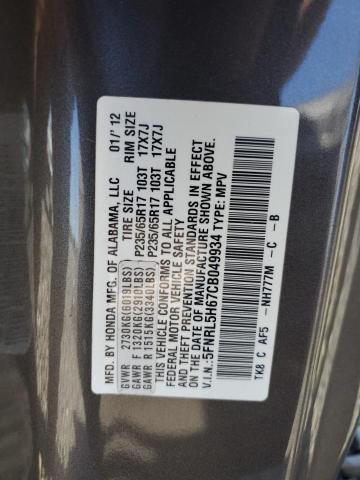 MFD. BY HONDA MFG. OF ALABAMA, LLC 01/'12
GVWR 2730KG(6019LBS) TIRE SIZE RIM SIZE
GAWR F 1320KG(2910LBS) P235/65R17 103T 17X7J
GAWR R 1515KG(3340LBS) P235/65R17 103T 17X7J
THIS VEHICLE CONFORMS TO ALL APPLICABLE
FEDERAL MOTOR VEHICLE SAFETY
AND THEFT PREVENTION STANDARDS IN EFFECT
ON THE DATE OF MANUFACTURE SHOWN ABOVE.
V.I.N.: 5FNRL5H67CB049934 TYPE: MPV
TK8 C AF5 -NH777M -C -B